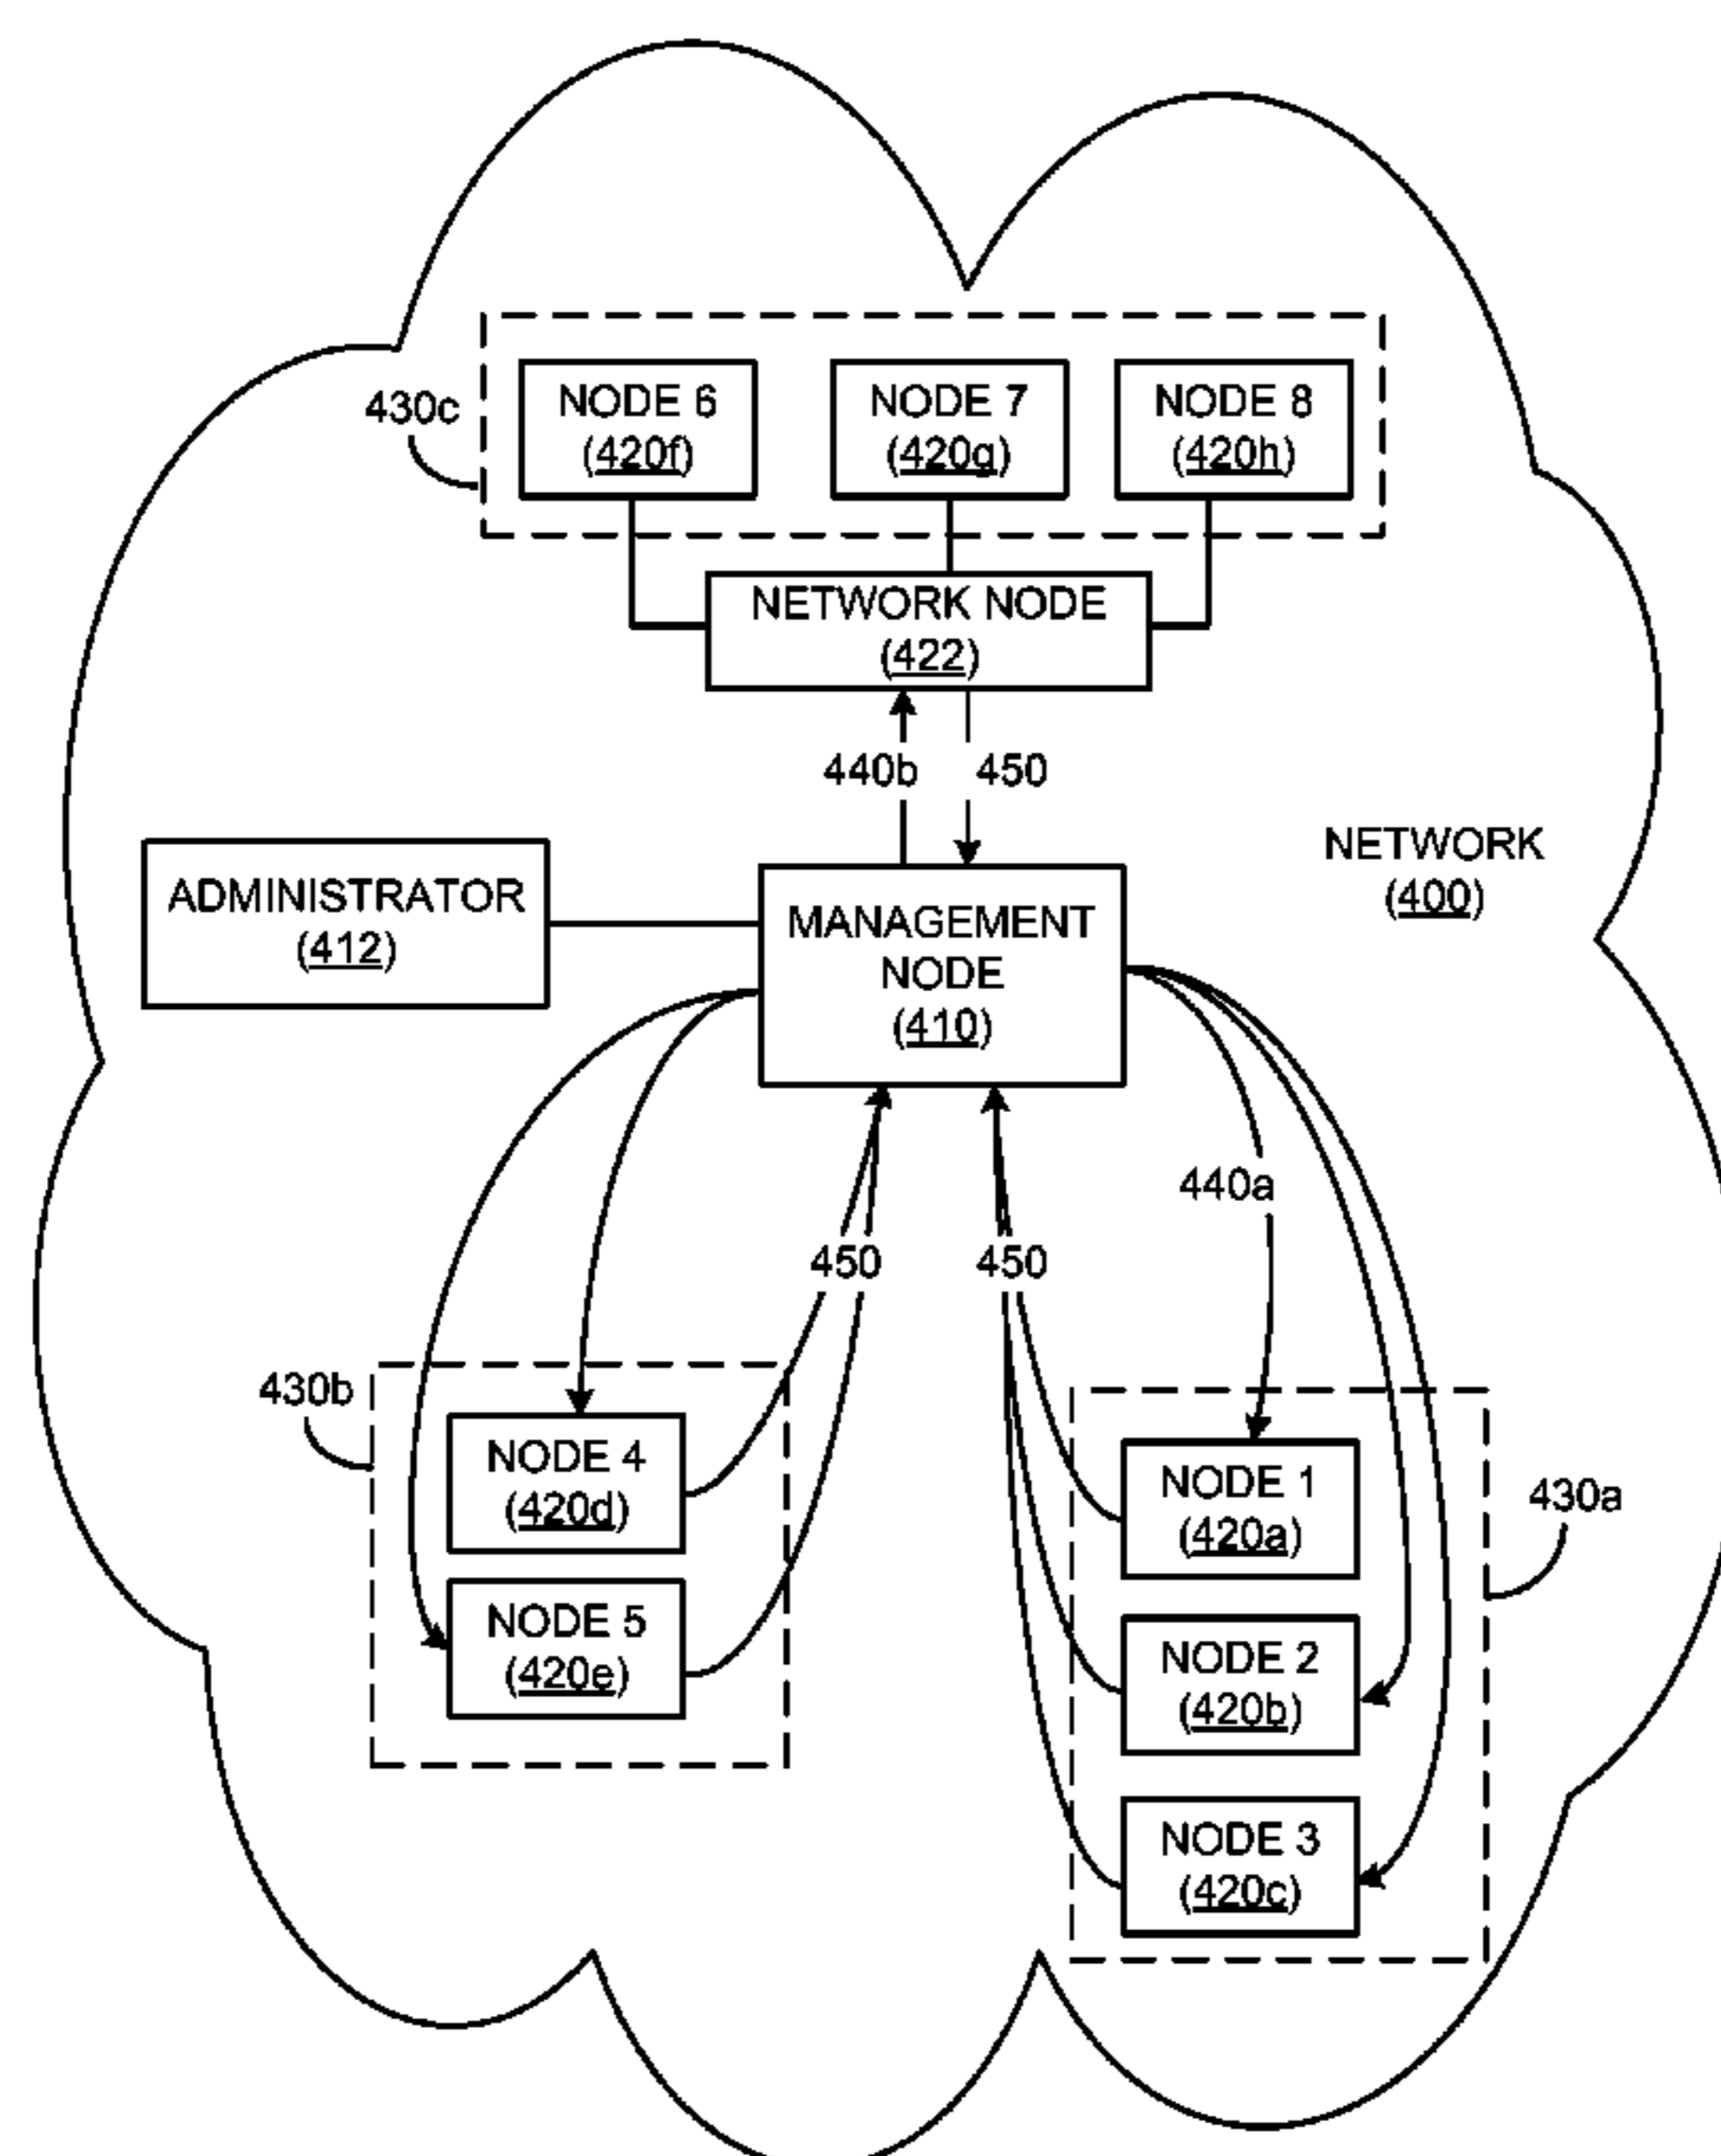 430c
NODE 6
(420f)
NODE 7
(420g)
NODE 8
(420h)
NETWORK NODE
(422)
440b
450
NETWORK
(400)
ADMINISTRATOR
(412)
MANAGEMENT
NODE
(410)
440a
450
450
430b
NODE 4
(420d)
NODE 5
(420e)
NODE 1
(420a)
430a
NODE 2
(420b)
NODE 3
(420c)